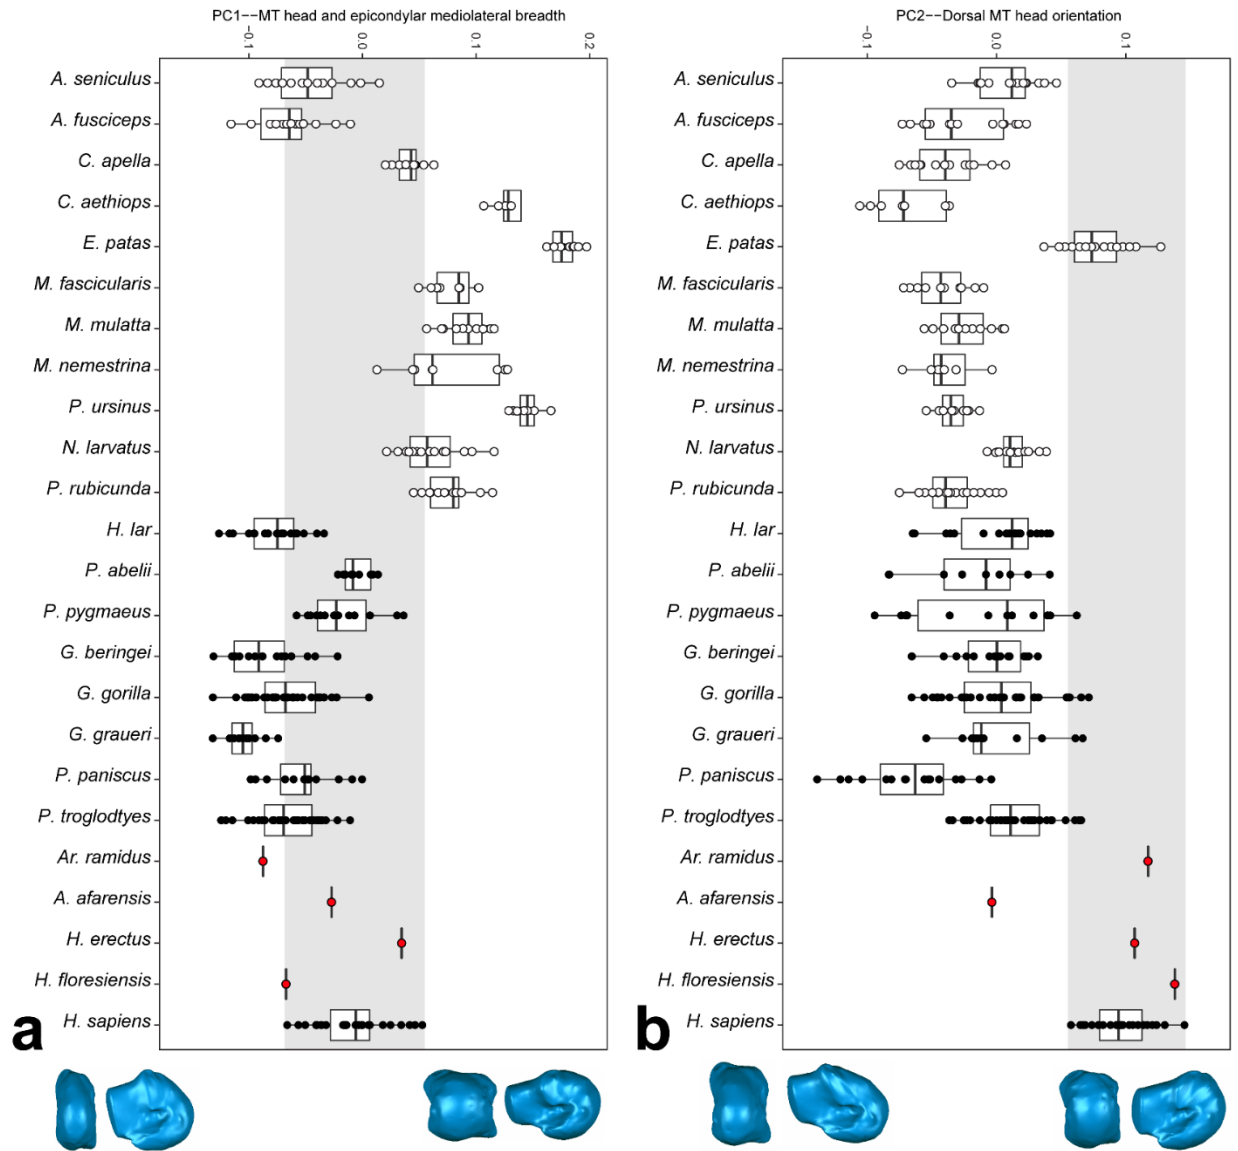 PC1−−MT head and epicondylar mediolateral breadth
−0.1
0.0
0.1
0.2
A. seniculus
A. fusciceps
C. apella
C. aethiops
E. patas
M. fascicularis
M. mulatta
M. nemestrina
P. ursinus
N. larvatus
P. rubicunda
H. lar
P. abelii
P. pygmaeus
G. beringei
G. gorilla
G. graueri
P. paniscus
P. troglodtyes
Ar. ramidus
A. afarensis
H. erectus
H. floresiensis
H. sapiens
a
PC2−−Dorsal MT head orientation
−0.1
0.0
0.1
A. seniculus
A. fusciceps
C. apella
C. aethiops
E. patas
M. fascicularis
M. mulatta
M. nemestrina
P. ursinus
N. larvatus
P. rubicunda
H. lar
P. abelii
P. pygmaeus
G. beringei
G. gorilla
G. graueri
P. paniscus
P. troglodtyes
Ar. ramidus
A. afarensis
H. erectus
H. floresiensis
H. sapiens
b